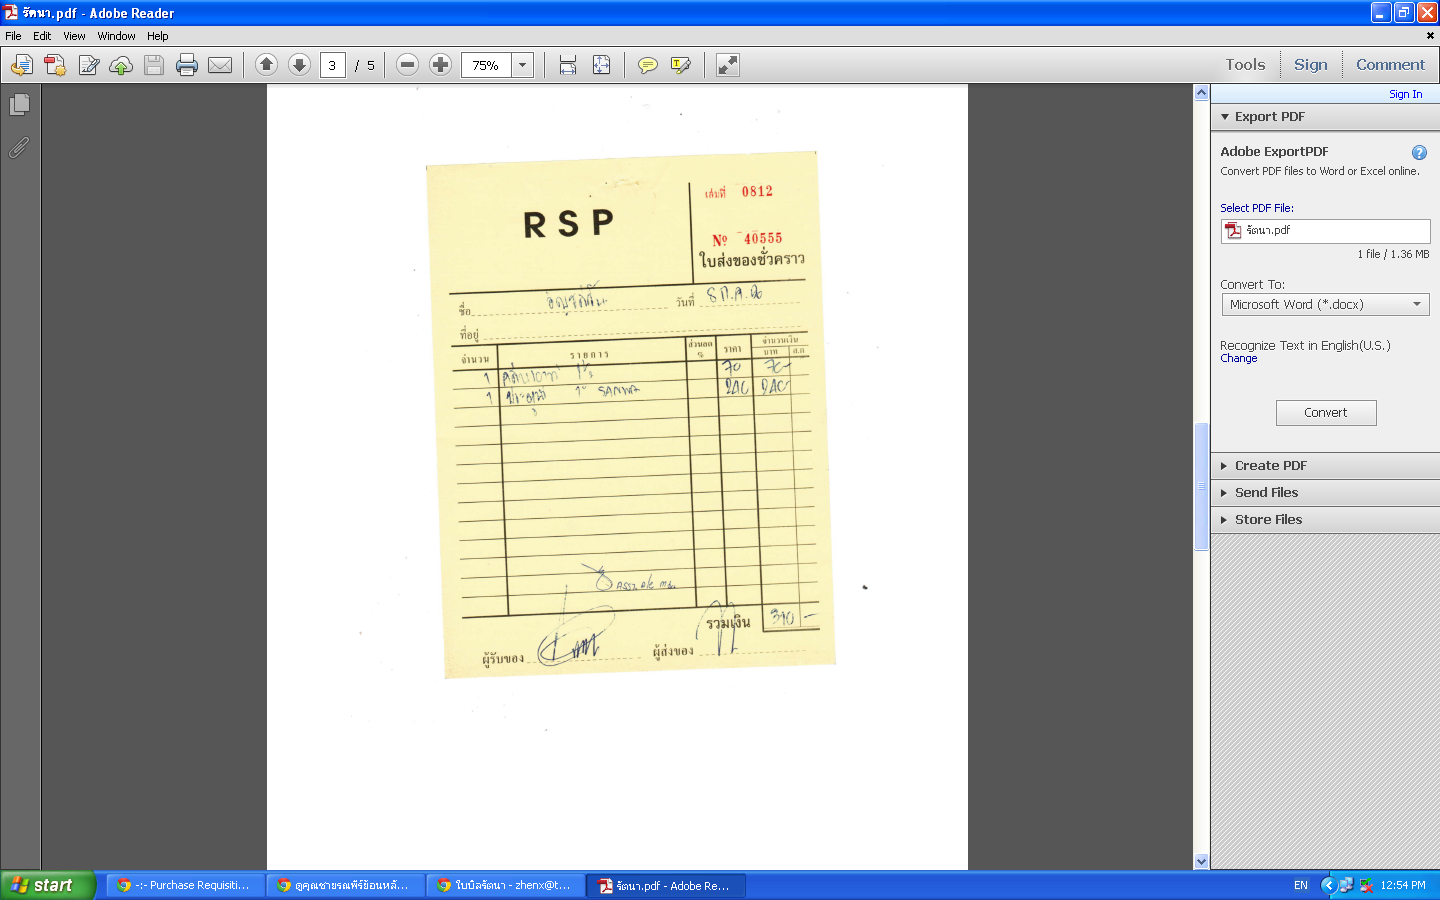 รัตนา.pdf - Adobe Reader
File Edit View Window Help
3 / 5 75% Tools Sign Comment
Sign In
Export PDF
Adobe ExportPDF
Convert PDF files to Word or Excel online.
Select PDF File:
รัตนา.pdf
1 file / 1.36 MB
Convert To:
Microsoft Word (*.docx)
Recognize Text in English(U.S.)
Change
Convert
Create PDF
Send Files
Store Files
RSP
เล่มที่ 0812
Nº 40555
ใบส่งของชั่วคราว
ชื่อ วันที่ 8
ที่อยู่
จำนวน รายการ ส่วนลด % ราคา จำนวนเงิน
บาท ส.ต.
1 70 70-
1 SANWA 240 240-
รวมเงิน 310 -
ผู้รับของ ผู้ส่งของ
start -:- Purchase Requisiti... ใบบิลรัตนา - zhenx@t... รัตนา.pdf - Adobe Re... EN 12:54 PM